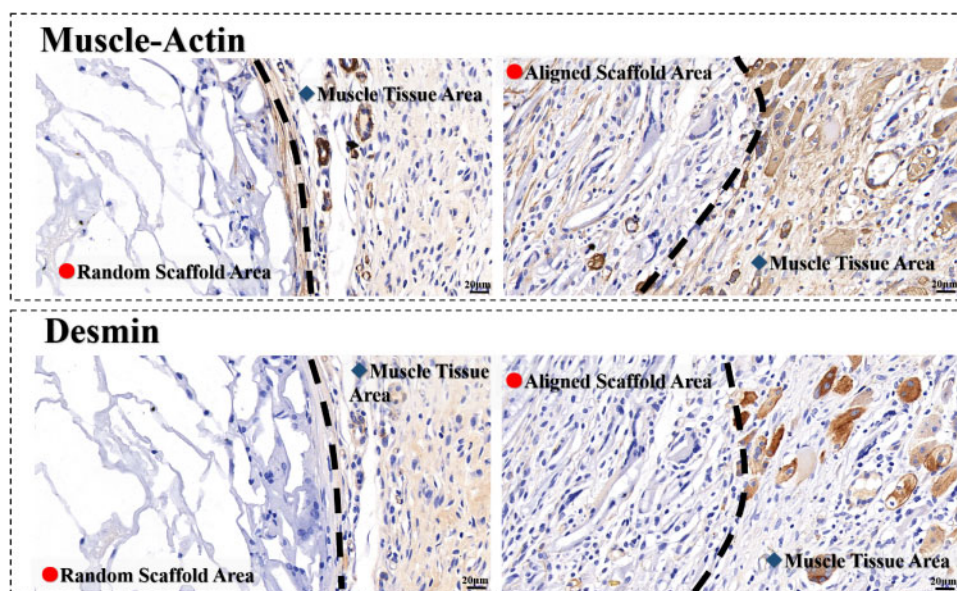 Muscle-Actin
Muscle Tissue Area
Random Scaffold Area
20μm
Aligned Scaffold Area
Muscle Tissue Area
20μm
Desmin
Muscle Tissue
Area
Random Scaffold Area
20μm
Aligned Scaffold Area
Muscle Tissue Area
20μm